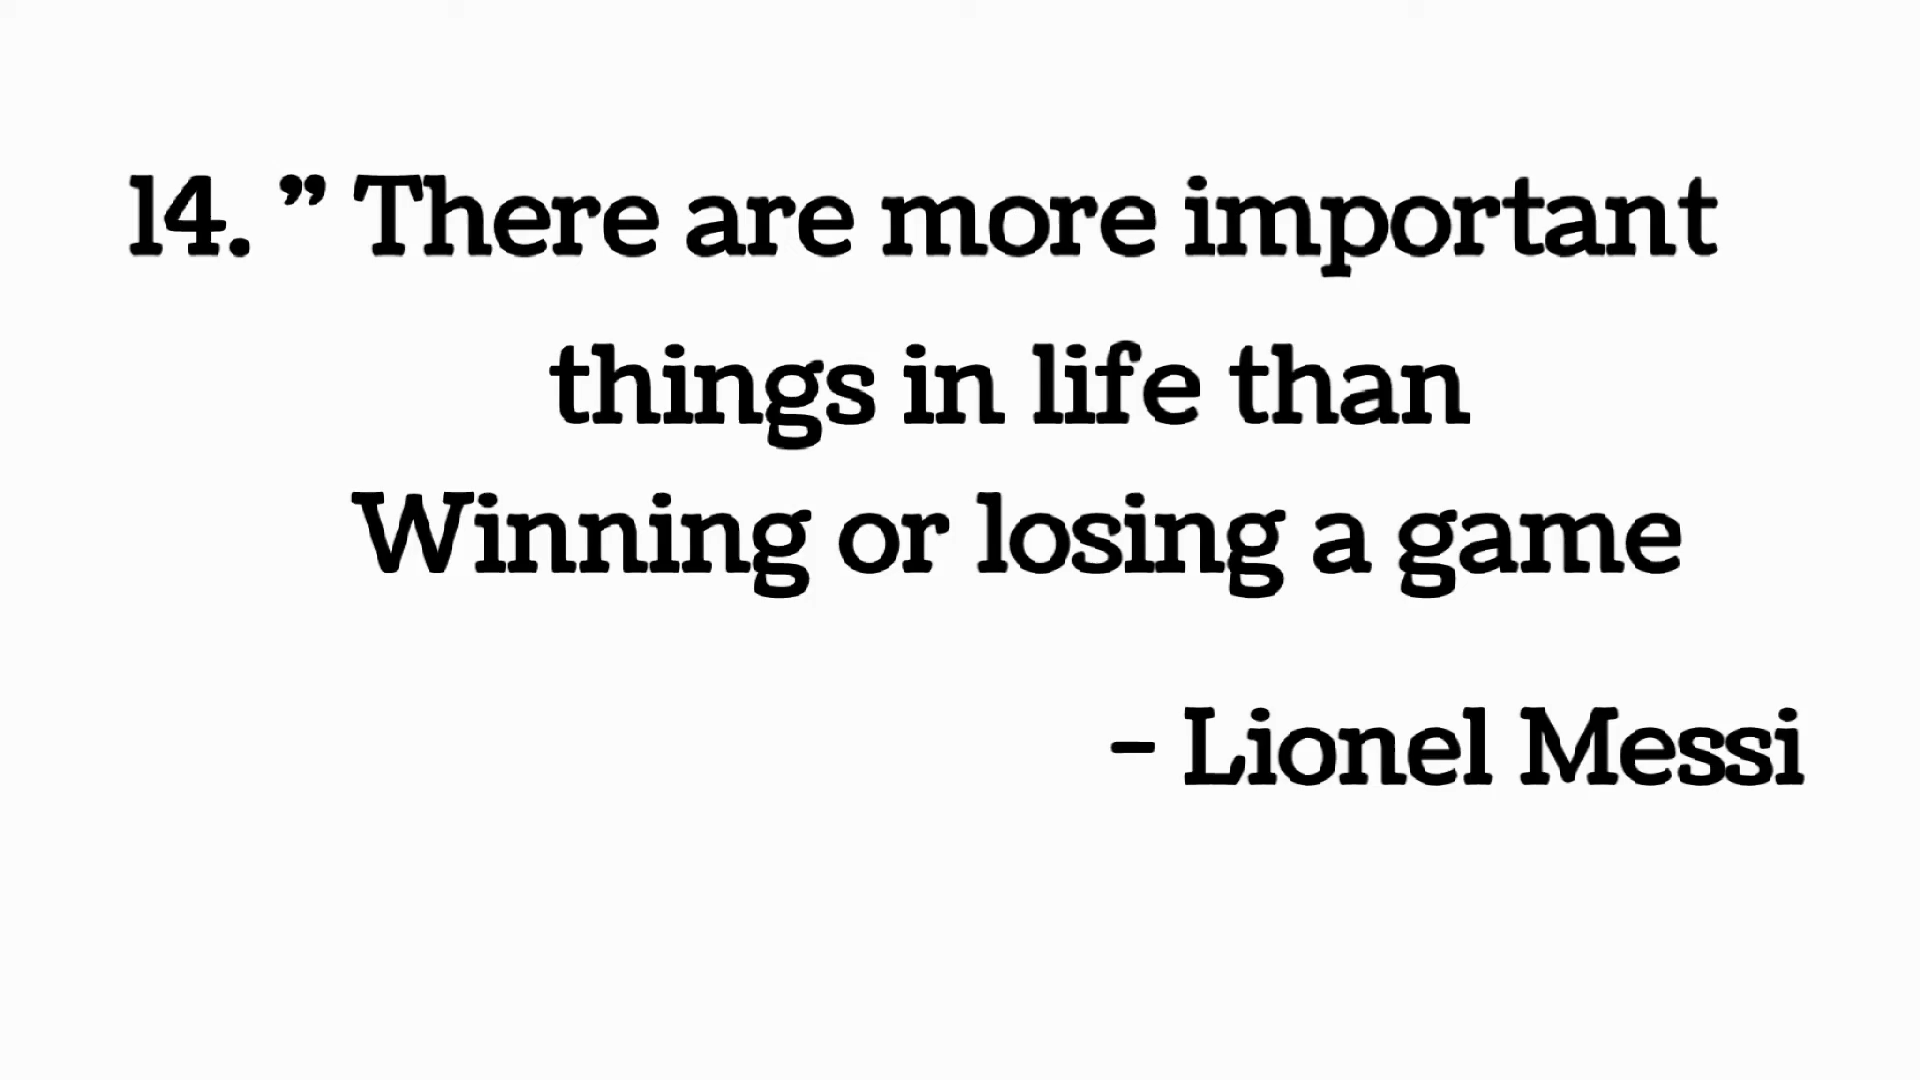 14. ” There are more important
things in life than
Winning or losing a game
- Lionel Messi